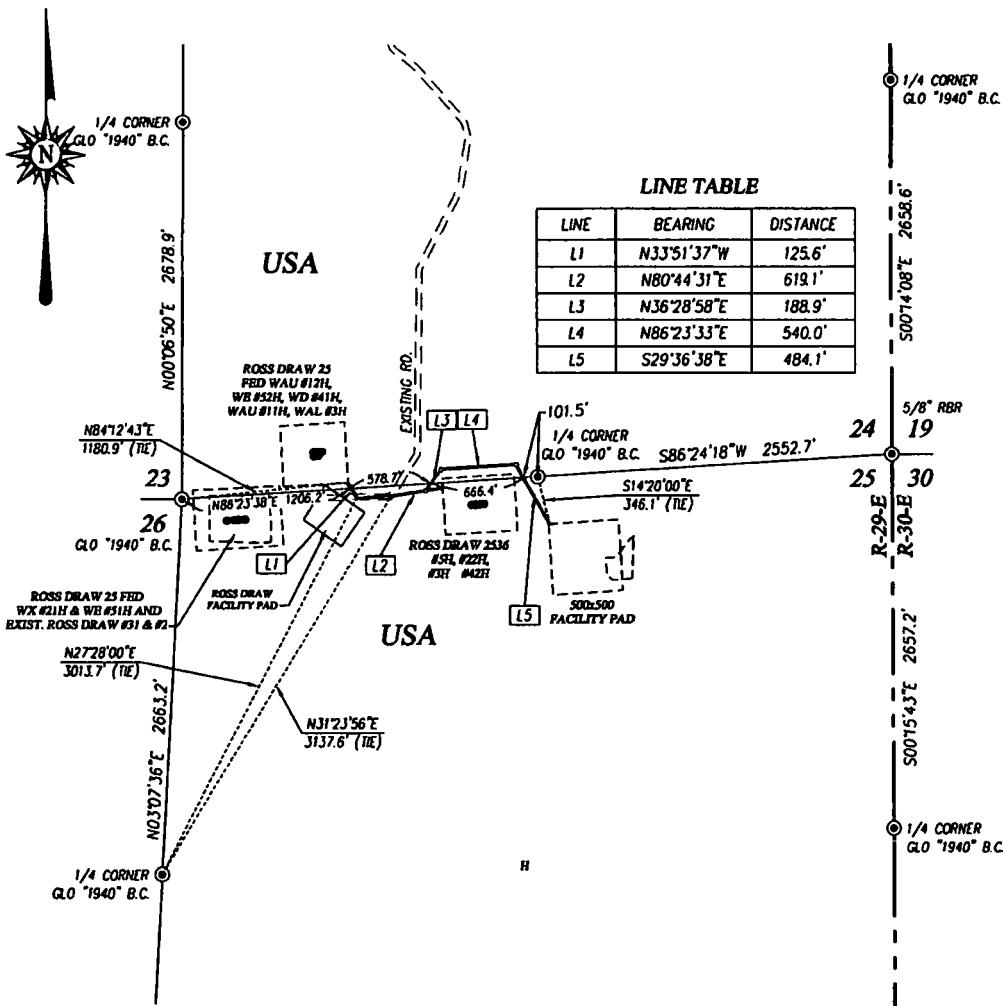 1/4 CORNER
GLO "1940" B.C.
1/4 CORNER
GLO "1940" B.C.
N
N00°06'50"E 2678.9'
USA
LINE TABLE
LINE BEARING DISTANCE
L1 N33°51'37"W 125.6'
L2 N80°44'31"E 619.1'
L3 N36°28'58"E 188.9'
L4 N86°23'33"E 540.0'
L5 S29°36'38"E 484.1'
S00°14'08"E 2658.6'
ROSS DRAW 25
FED WAU #12H,
WE #52H, WD #41H,
WAU #11H, WAL #3H
EXISTING RD.
N84°12'43"E
1180.9' (TIE)
L3 L4
101.5'
1/4 CORNER
GLO "1940" B.C.
S86°24'18"W 2552.7'
24 19
5/8" RBR
25 30
R-29-E
R-30-E
23
26
GLO "1940" B.C.
N88°23'38"E 1206.2'
578.7'
666.4'
S14°20'00"E
346.1' (TIE)
L1
L2
ROSS DRAW 2536
#5H, #22H,
#3H #42H
ROSS DRAW
FACILITY PAD
L5
500x500
FACILITY PAD
ROSS DRAW 25 FED
WX #21H & WE #51H AND
EXIST. ROSS DRAW #31 & #2
USA
N27°28'00"E
3013.7' (TIE)
N31°23'56"E
3137.6' (TIE)
N03°07'36"E 2663.2'
S00°15'43"E 2657.2'
1/4 CORNER
GLO "1940" B.C.
1/4 CORNER
GLO "1940" B.C.
H